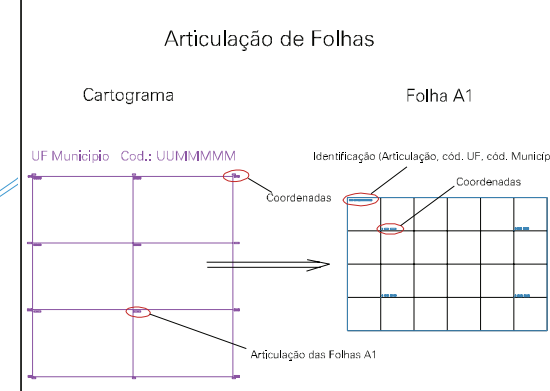 Articulação de Folhas
Cartograma
Folha A1
UF Municipio Cod.: UUMMMMM
Identificação (Articulação, cód. UF, cód. Municíp
Coordenadas
Coordenadas
Articulação das Folhas A1